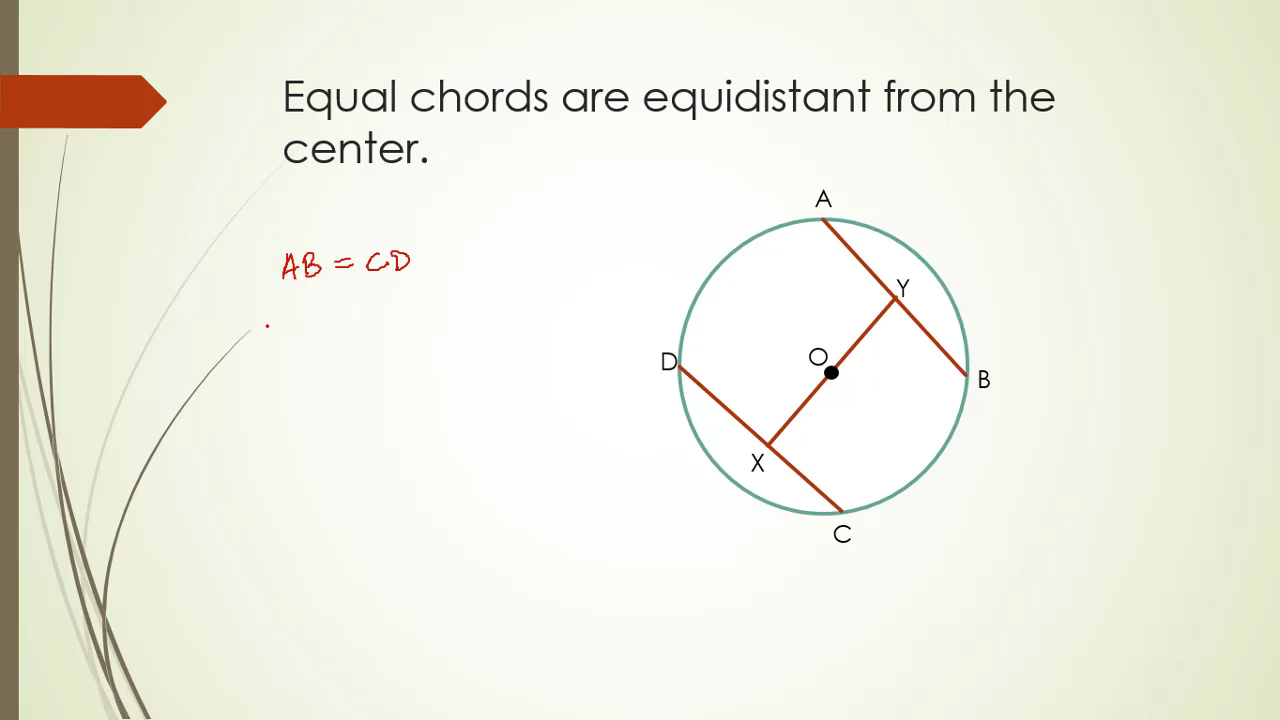 Equal chords are equidistant from the
center.
A
AB = CD
Y
O
D
B
X
C